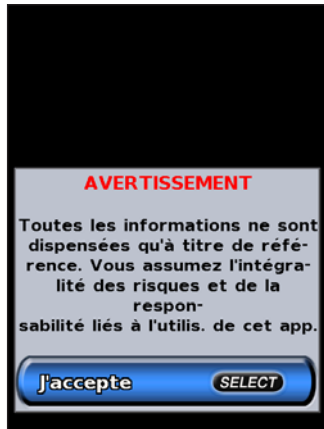 AVERTISSEMENT
Toutes les informations ne sont
dispensées qu'à titre de réfé-
rence. Vous assumez l'intégra-
lité des risques et de la
respon-
sabilité liés à l'utilis. de cet app.
J'accepte SELECT